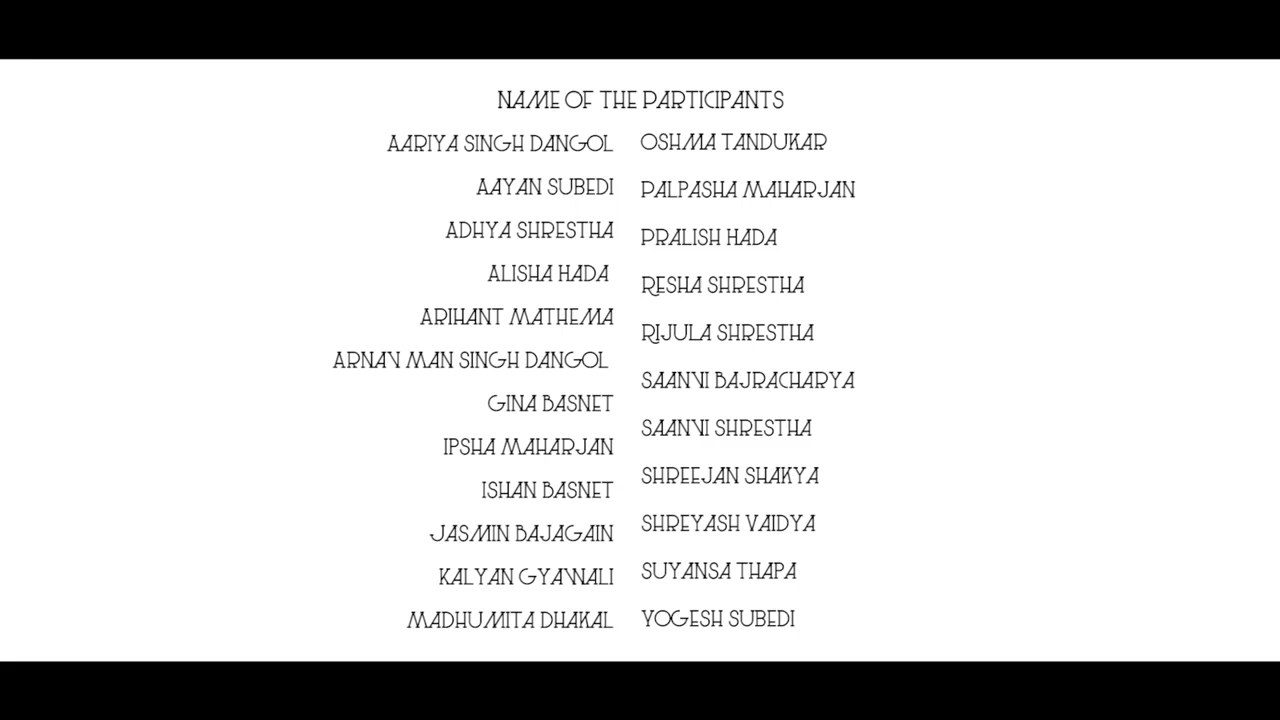 NAME OF THE PARTICIPANTS
AARIYA SINGH DANGOL
AAYAN SUBEDI
ADHYA SHRESTHA
ALISHA HADA
ARIHANT MATHEMA
ARNAV MAN SINGH DANGOL
GINA BASNET
IPSHA MAHARJAN
ISHAN BASNET
JASMIN BAJAGAIN
KALYAN GYAWALI
MADHUMITA DHAKAL
OSHMA TANDUKAR
PALPASHA MAHARJAN
PRALISH HADA
RESHA SHRESTHA
RIJULA SHRESTHA
SAANVI BAJRACHARYA
SAANVI SHRESTHA
SHREEJAN SHAKYA
SHREYASH VAIDYA
SUYANSA THAPA
YOGESH SUBEDI